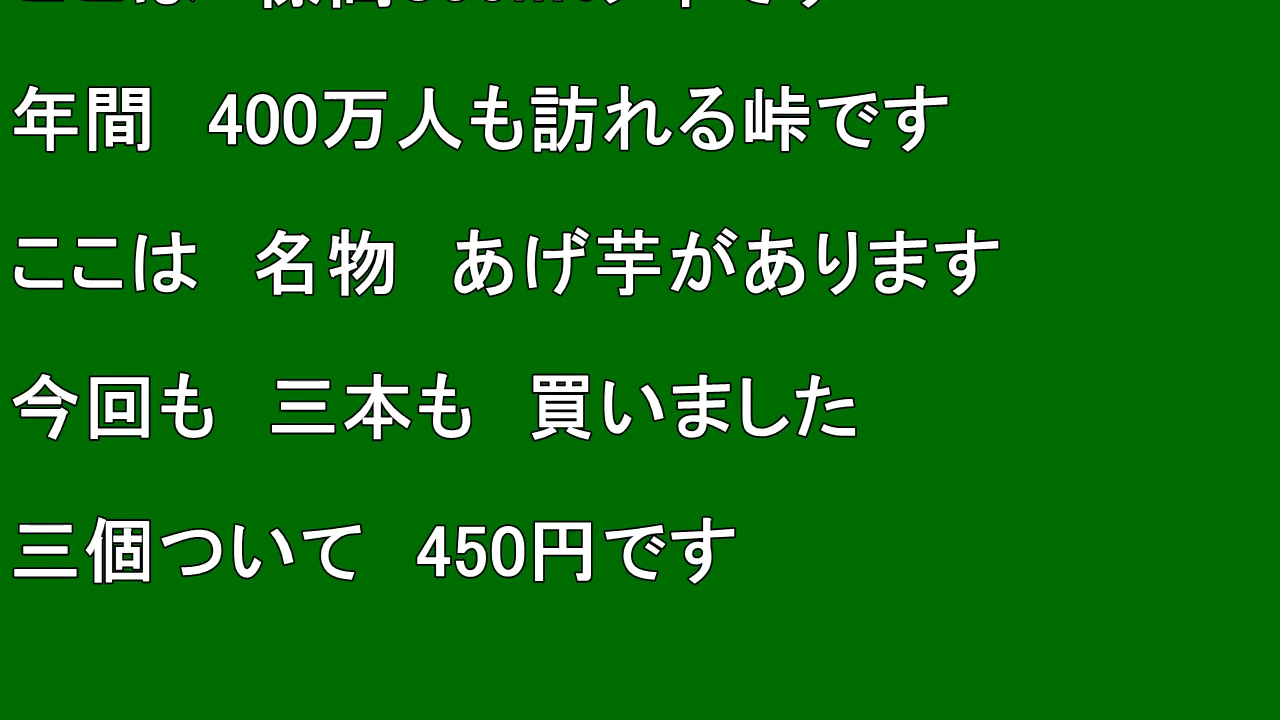 年間　400万人も訪れる峠です
ここは　名物　あげ芋があります
今回も　三本も　買いました
三個ついて　450円です